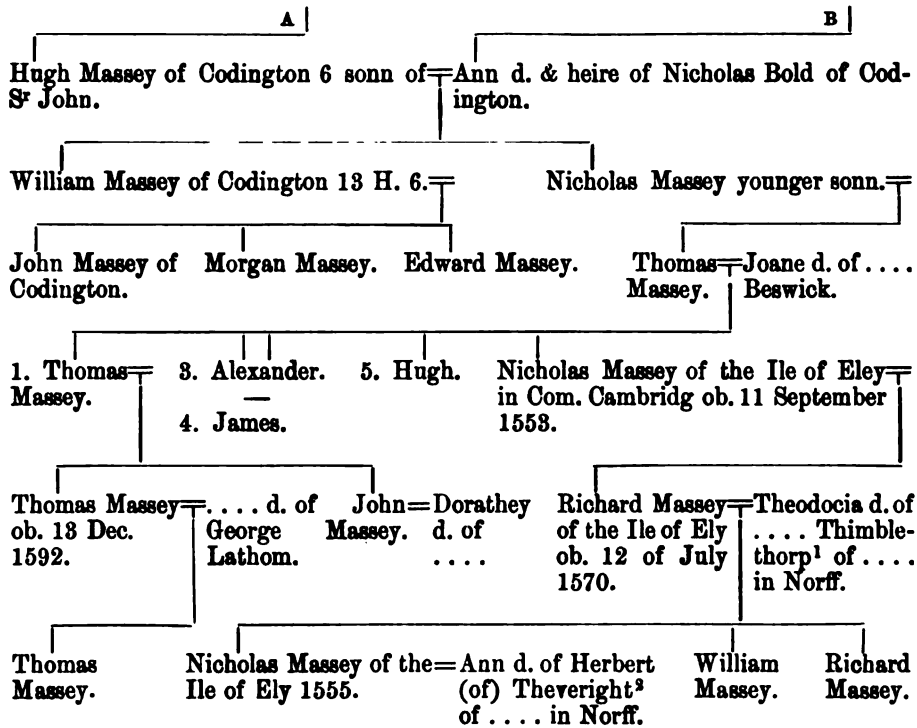 A B
Hugh Massey of Codington 6 sonn of=Ann d. & heire of Nicholas Bold of Cod-
Sr John. ington.
William Massey of Codington 13 H. 6.= Nicholas Massey younger sonn.=
John Massey of Morgan Massey. Edward Massey. Thomas=Joane d. of . . . .
Codington. Massey. Beswick.
1. Thomas= 3. Alexander. 5. Hugh. Nicholas Massey of the Ile of Eley=
Massey. — in Com. Cambridg ob. 11 September
4. James. 1553.
Thomas Massey= . . . . d. of John=Dorathey Richard Massey=Theodocia d. of
ob. 13 Dec. George Massey. d. of of the Ile of Ely . . . . Thimble-
1592. Lathom. . . . . ob. 12 of July thorp¹ of . . . .
1570. in Norff.
Thomas Nicholas Massey of the=Ann d. of Herbert William Richard
Massey. Ile of Ely 1555. (of) Theveright² Massey. Massey.
of . . . . in Norff.